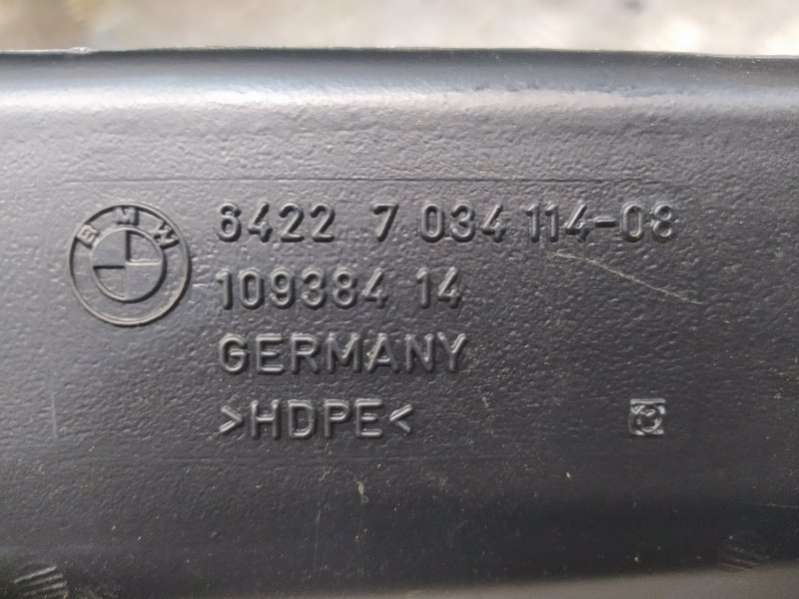 BMW
6422 7 034 114-08
109384 14
GERMANY
>HDPE<